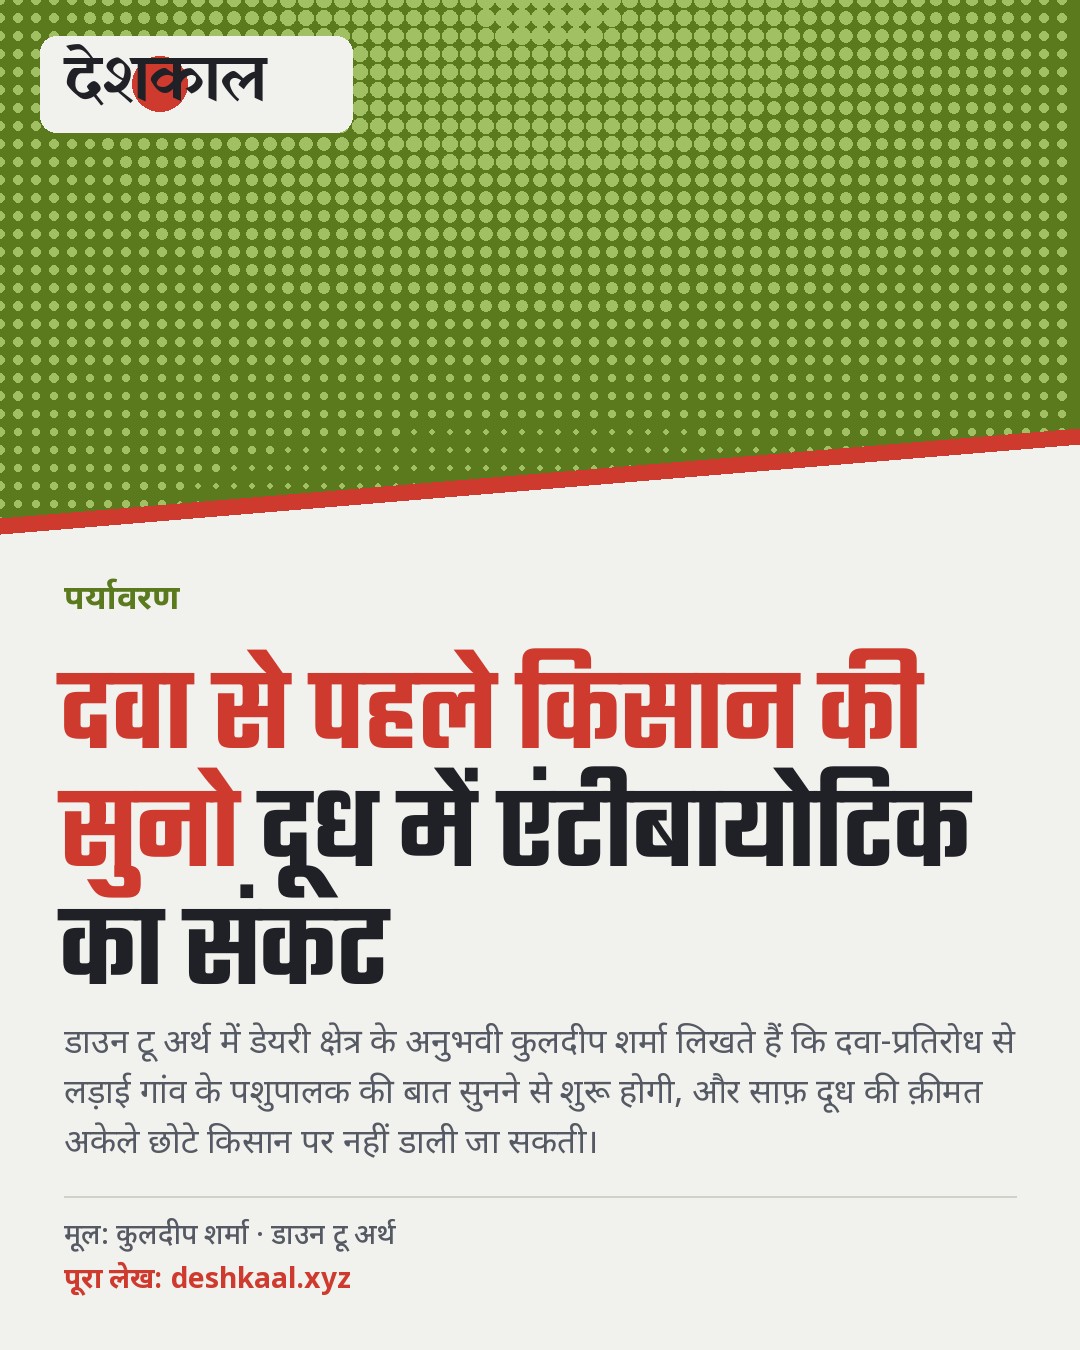 देशकाल
पर्यावरण
दवा से पहले किसान की
सुनो दूध में एंटीबायोटिक
का संकट
डाउन टू अर्थ में डेयरी क्षेत्र के अनुभवी कुलदीप शर्मा लिखते हैं कि दवा-प्रतिरोध से
लड़ाई गांव के पशुपालक की बात सुनने से शुरू होगी, और साफ़ दूध की क़ीमत
अकेले छोटे किसान पर नहीं डाली जा सकती।
मूल: कुलदीप शर्मा · डाउन टू अर्थ
पूरा लेख: deshkaal.xyz